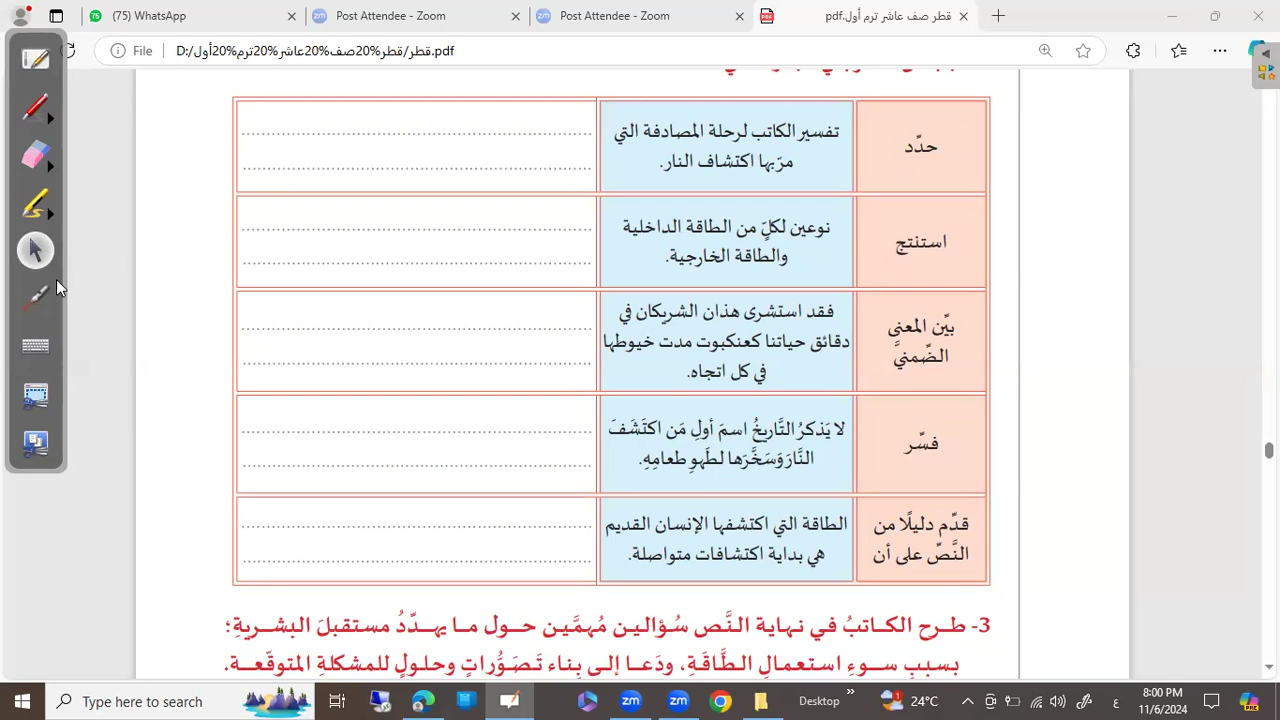 (75) WhatsApp
Post Attendee - Zoom
Post Attendee - Zoom
قطر صف عاشر ترم أول.pdf
File
D:/قطر/قطر%20صف%20عاشر%20ترم%20أول.pdf
حدّد
تفسير الكاتب لرحلة المصادفة التي
مرّ بها اكتشاف النار.
استنتج
نوعين لكلٍّ من الطاقة الداخلية
والطاقة الخارجية.
بيّن المعنى
الضّمنيَّ
فقد استشرى هذان الشريكان في
دقائق حياتنا كعنكبوت مدت خيوطها
في كل اتجاه.
فسّر
لا يَذكرُ التَّاريخُ اسمَ أولِ مَن اكتَشَفَ
النَّارَ وَسَخَّرَها لطَهوِ طعامِهِ.
قدِّم دليلًا من
النَّصِّ على أن
الطاقة التي اكتشفها الإنسان القديم
هي بداية اكتشافات متواصلة.
3- طرح الكاتبُ في نهاية النَّص سُؤالين مُهمَّين حول ما يهدِّدُ مستقبلَ البشريةِ؛
بسببِ سوءِ استعمالِ الطَّاقَةِ، ودَعا إلى بِناء تَصَوُّراتٍ وحلولٍ للمشكلةِ المتوقّعة.
Type here to search
Desktop
24°C
ع
8:00 PM
11/6/2024